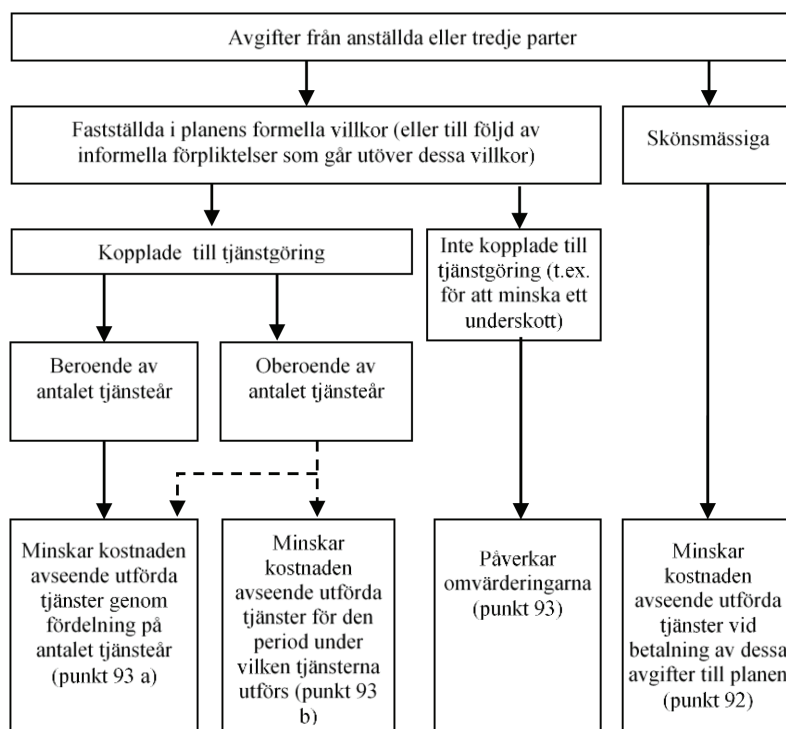 Avgifter från anställda eller tredje parter
Fastställda i planens formella villkor (eller till följd av
informella förpliktelser som går utöver dessa villkor)
Skönsmässiga
Kopplade till tjänstgöring
Inte kopplade till
tjänstgöring (t.ex.
för att minska ett
underskott)
Beroende av
antalet tjänsteår
Oberoende av
antalet tjänsteår
Minskar kostnaden
avseende utförda
tjänster genom
fördelning på
antalet tjänsteår
(punkt 93 a)
Minskar
kostnaden
avseende utförda
tjänster för den
period under
vilken tjänsterna
utförs (punkt 93
b)
Påverkar
omvärderingarna
(punkt 93)
Minskar
kostnaden
avseende utförda
tjänster vid
betalning av dessa
avgifter till planen
(punkt 92)